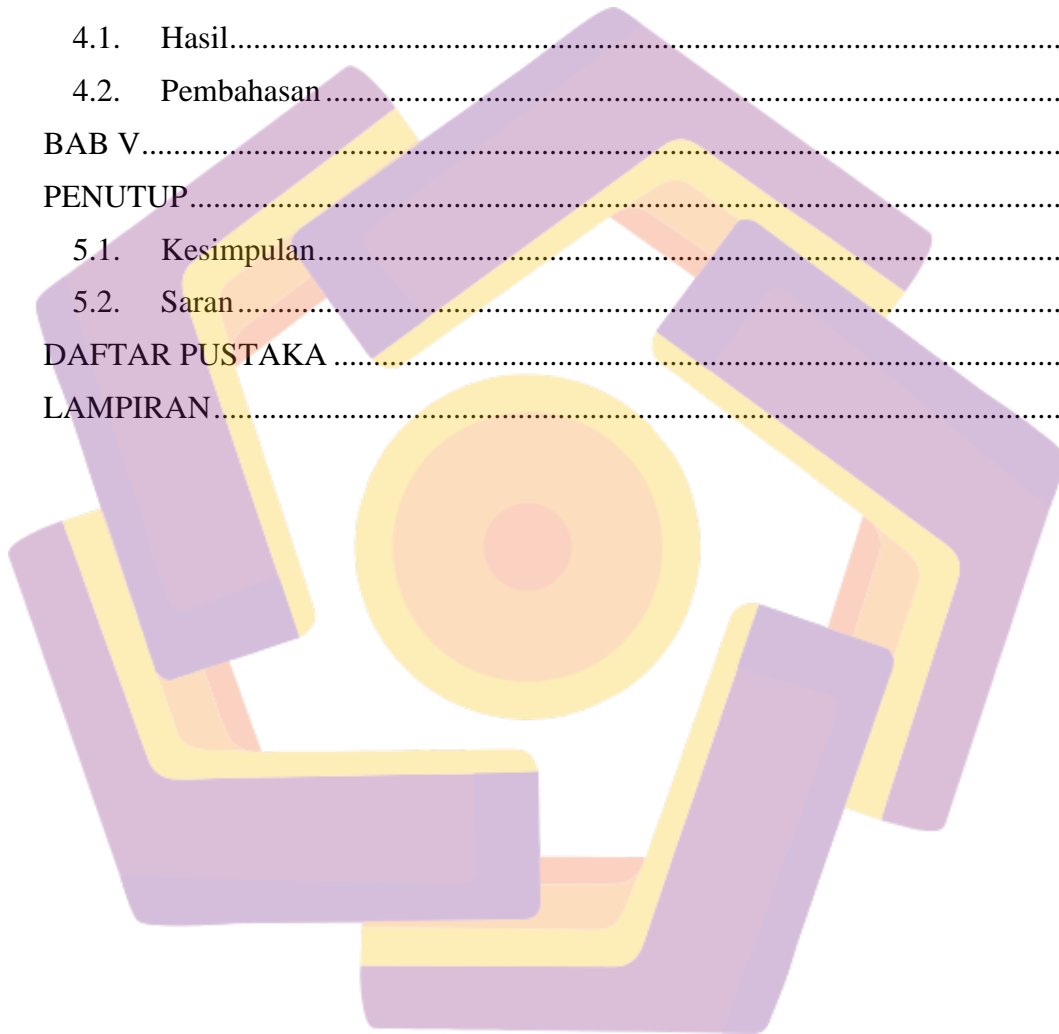 4.1. Hasil....................................................................................................
4.2. Pembahasan........................................................................................
BAB V..............................................................................................................
PENUTUP........................................................................................................
5.1. Kesimpulan.........................................................................................
5.2. Saran...................................................................................................
DAFTAR PUSTAKA......................................................................................
LAMPIRAN.....................................................................................................